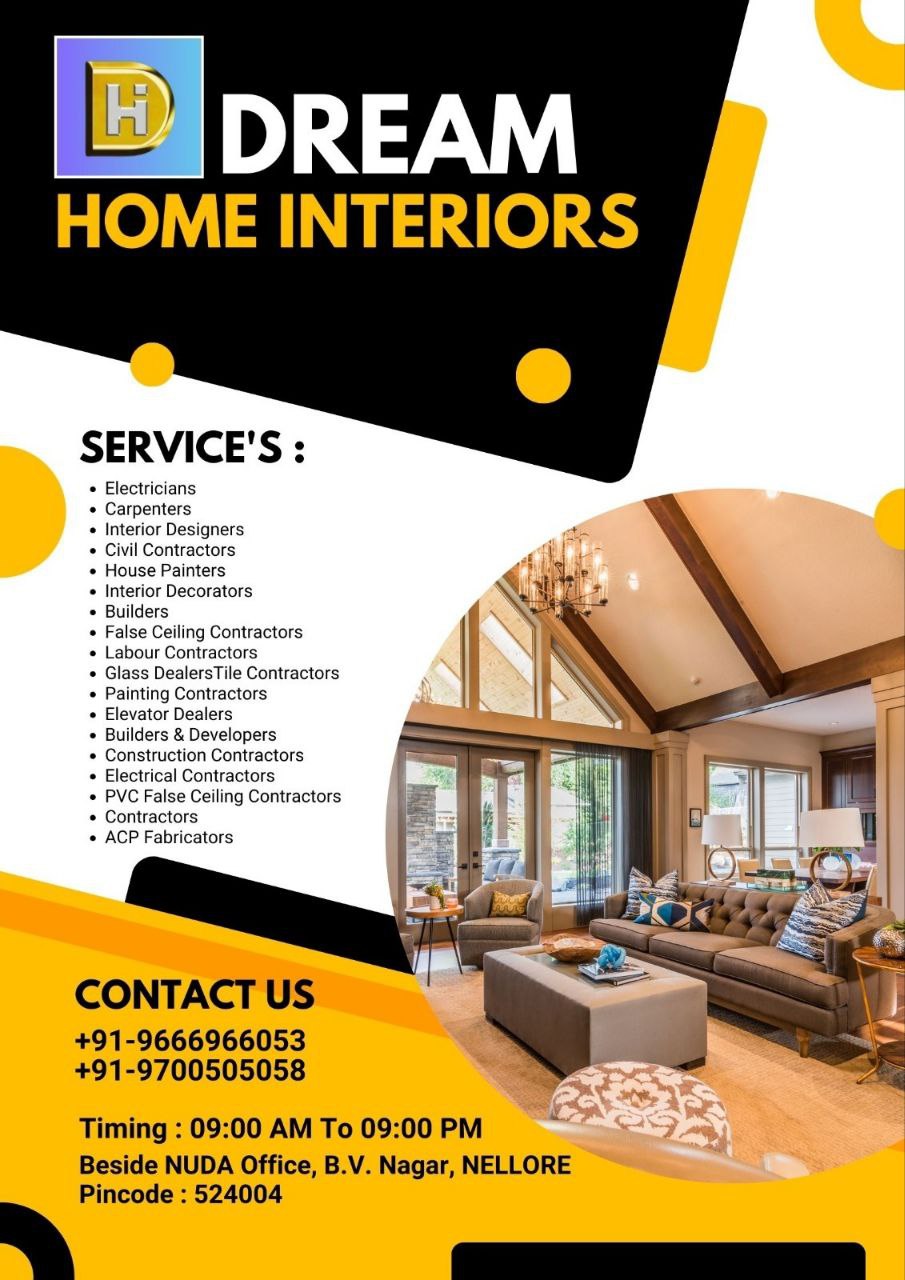 DHi
DREAM
HOME INTERIORS
SERVICE'S :
• Electricians
• Carpenters
• Interior Designers
• Civil Contractors
• House Painters
• Interior Decorators
• Builders
• False Ceiling Contractors
• Labour Contractors
• Glass DealersTile Contractors
• Painting Contractors
• Elevator Dealers
• Builders & Developers
• Construction Contractors
• Electrical Contractors
• PVC False Ceiling Contractors
• Contractors
• ACP Fabricators
CONTACT US
+91-9666966053
+91-9700505058
Timing : 09:00 AM To 09:00 PM
Beside NUDA Office, B.V. Nagar, NELLORE
Pincode : 524004